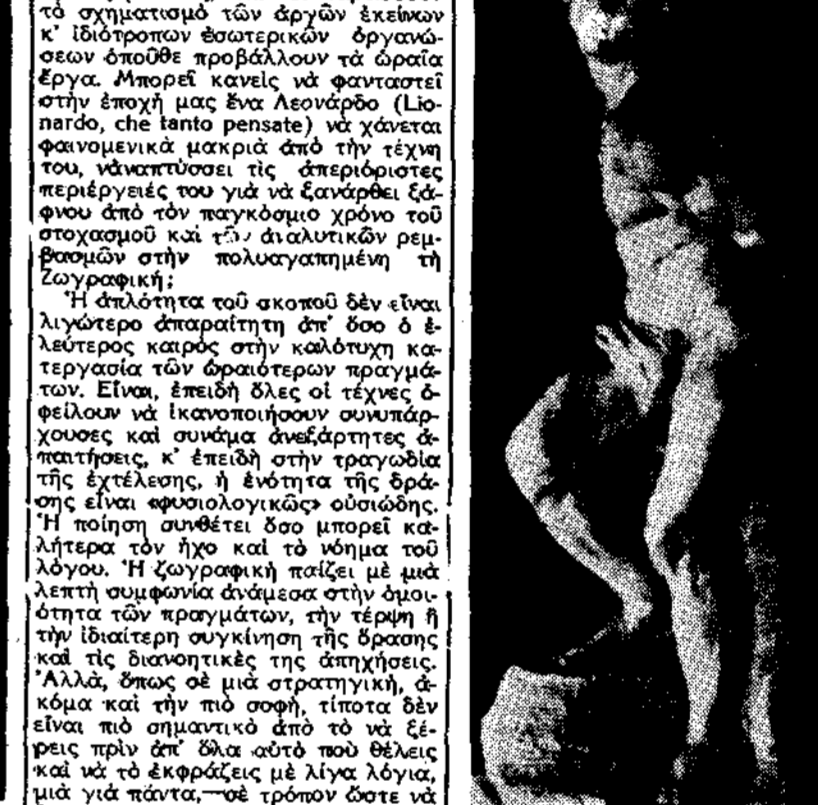 τὸ σχηματισμὸ τῶν ἀργῶν ἐκείνων
κ' ἰδιότροπων ἐσωτερικῶν ὀργανώ-
σεων ὁποῦθε προβάλλουν τὰ ὡραῖα
ἔργα. Μπορεῖ κανεὶς νὰ φανταστεῖ
στὴν ἐποχή μας ἕνα Λεονάρδο (Lio-
nardo, che tanto pensate) νὰ χάνεται
φαινομενικὰ μακριὰ ἀπὸ τὴν τέχνη
του, νἀναπτύσσει τὶς ἀπεριόριστες
περιέργειές του γιὰ νὰ ξανάρθει ξά-
φνου ἀπὸ τὸν παγκόσμιο χρόνο τοῦ
στοχασμοῦ καὶ τῶν ἀναλυτικῶν ρεμ-
βασμῶν στὴν πολυαγαπημένη τὴ
Ζωγραφική;
Ἡ ἁπλότητα τοῦ σκοποῦ δὲν εἶναι
λιγώτερο ἀπαραίτητη ἀπ' ὅσο ὁ ἐ-
λεύτερος καιρὸς στὴν καλότυχη κα-
τεργασία τῶν ὡραιότερων πραγμά-
των. Εἶναι, ἐπειδὴ ὅλες οἱ τέχνες ὀ-
φείλουν νὰ ἱκανοποιήσουν συνυπάρ-
χουσες καὶ συνάμα ἀνεξάρτητες ἀ-
παιτήσεις, κ' ἐπειδὴ στὴν τραγωδία
τῆς ἐχτέλεσης, ἡ ἑνότητα τῆς δρά-
σης εἶναι «φυσιολογικῶς» οὐσιώδης.
Ἡ ποίηση συνθέτει ὅσο μπορεῖ κα-
λήτερα τὸν ἦχο καὶ τὸ νόημα τοῦ
λόγου. Ἡ ζωγραφικὴ παίζει μὲ μιὰ
λεπτὴ συμφωνία ἀνάμεσα στὴν ὁμοι-
ότητα τῶν πραγμάτων, τὴν τέρψη ἢ
τὴν ἰδιαίτερη συγκίνηση τῆς ὅρασης
καὶ τὶς διανοητικὲς της ἀπηχήσεις.
Ἀλλὰ, ὅπως σὲ μιὰ στρατηγική, ἀ-
κόμα καὶ τὴν πιὸ σοφή, τίποτα δὲν
εἶναι πιὸ σημαντικὸ ἀπὸ τὸ νὰ ξέ-
ρεις πρὶν ἀπ' ὅλα αὐτὸ ποὺ θέλεις
καὶ νὰ τὸ ἐκφράζεις μὲ λίγα λόγια,
μιὰ γιὰ πάντα,—σὲ τρόπον ὥστε νὰ